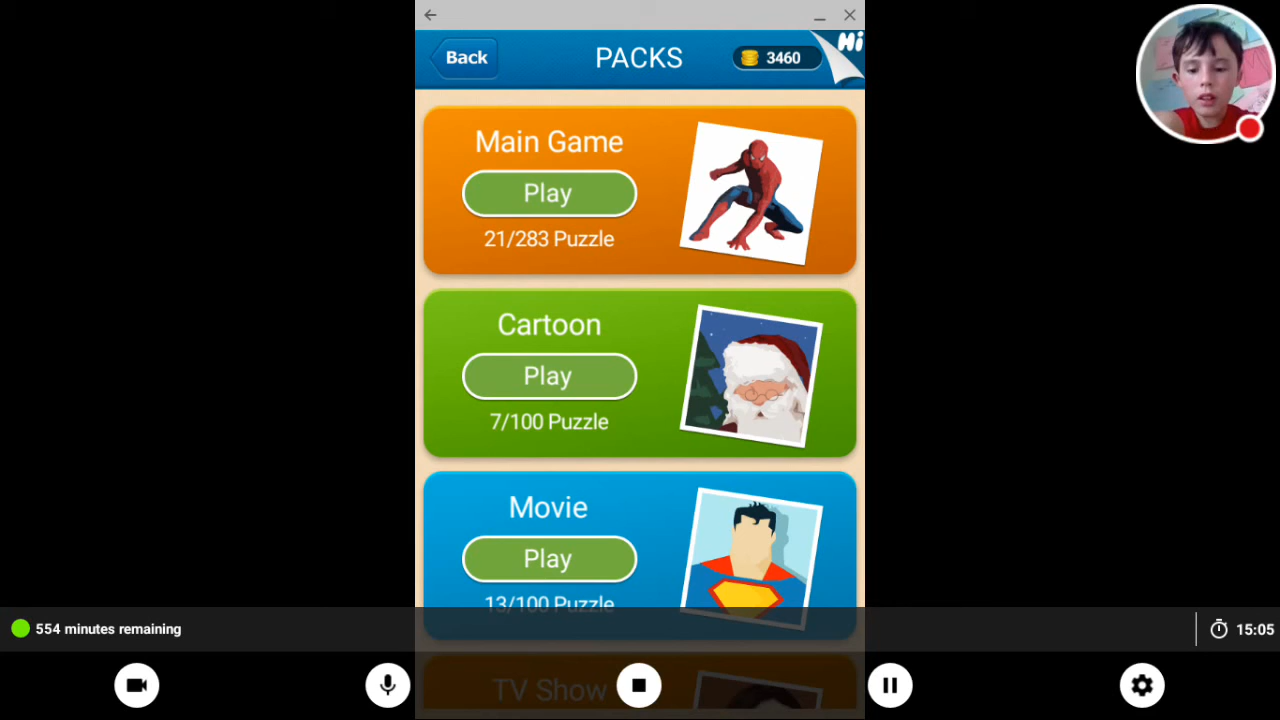 Back
PACKS
3460
Hi
Main Game
Play
21/283 Puzzle
Cartoon
Play
7/100 Puzzle
Movie
Play
13/100 Puzzle
554 minutes remaining
15:05
TV Show